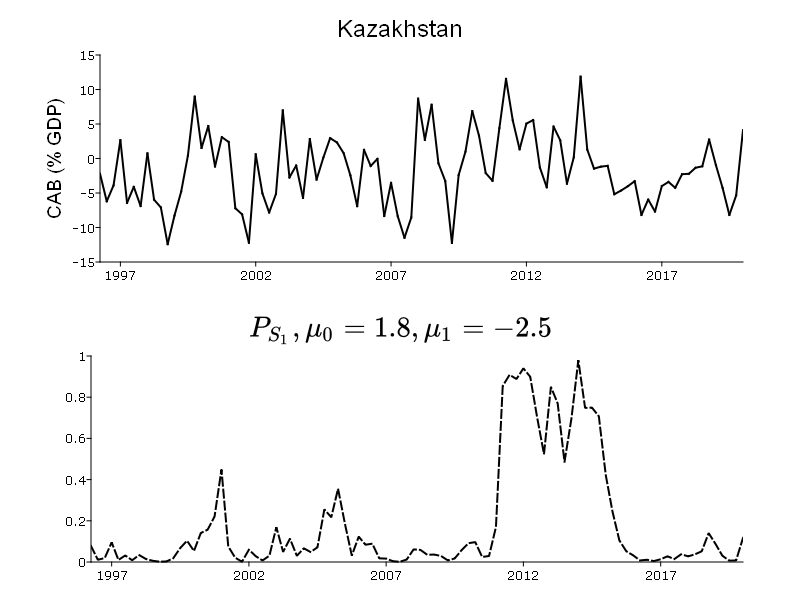 Kazakhstan
CAB (% GDP)
15
10
5
0
−5
−10
−15
1997 2002 2007 2012 2017
P_{S_1}, μ_0 = 1.8, μ_1 = −2.5
1
0.8
0.6
0.4
0.2
0
1997 2002 2007 2012 2017